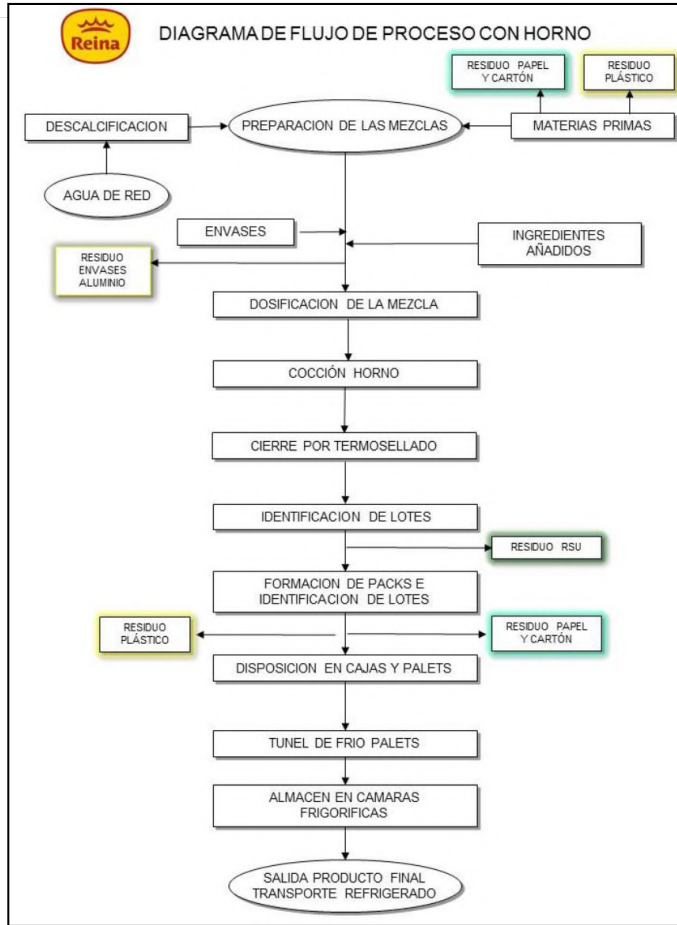 Reina
DIAGRAMA DE FLUJO DE PROCESO CON HORNO
RESIDUO PAPEL
Y CARTÓN
RESIDUO
PLÁSTICO
DESCALCIFICACION
PREPARACION DE LAS MEZCLAS
MATERIAS PRIMAS
AGUA DE RED
ENVASES
INGREDIENTES
AÑADIDOS
RESIDUO
ENVASES
ALUMINIO
DOSIFICACION DE LA MEZCLA
COCCIÓN HORNO
CIERRE POR TERMOSELLADO
IDENTIFICACION DE LOTES
RESIDUO RSU
FORMACION DE PACKS E
IDENTIFICACION DE LOTES
RESIDUO
PLÁSTICO
RESIDUO PAPEL
Y CARTÓN
DISPOSICION EN CAJAS Y PALETS
TUNEL DE FRIO PALETS
ALMACEN EN CAMARAS
FRIGORIFICAS
SALIDA PRODUCTO FINAL
TRANSPORTE REFRIGERADO